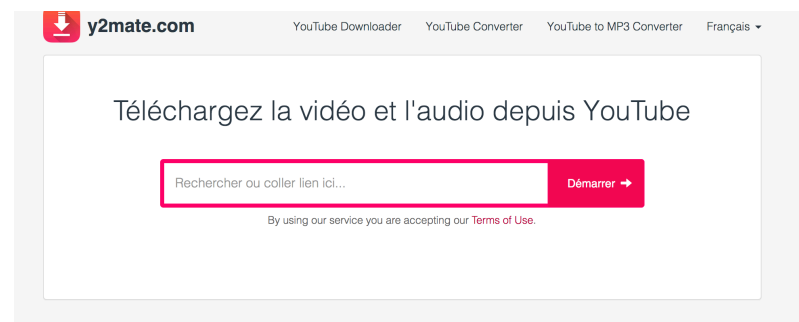 y2mate.com YouTube Downloader YouTube Converter YouTube to MP3 Converter Français
Téléchargez la vidéo et l'audio depuis YouTube
Rechercher ou coller lien ici... Démarrer
By using our service you are accepting our Terms of Use.